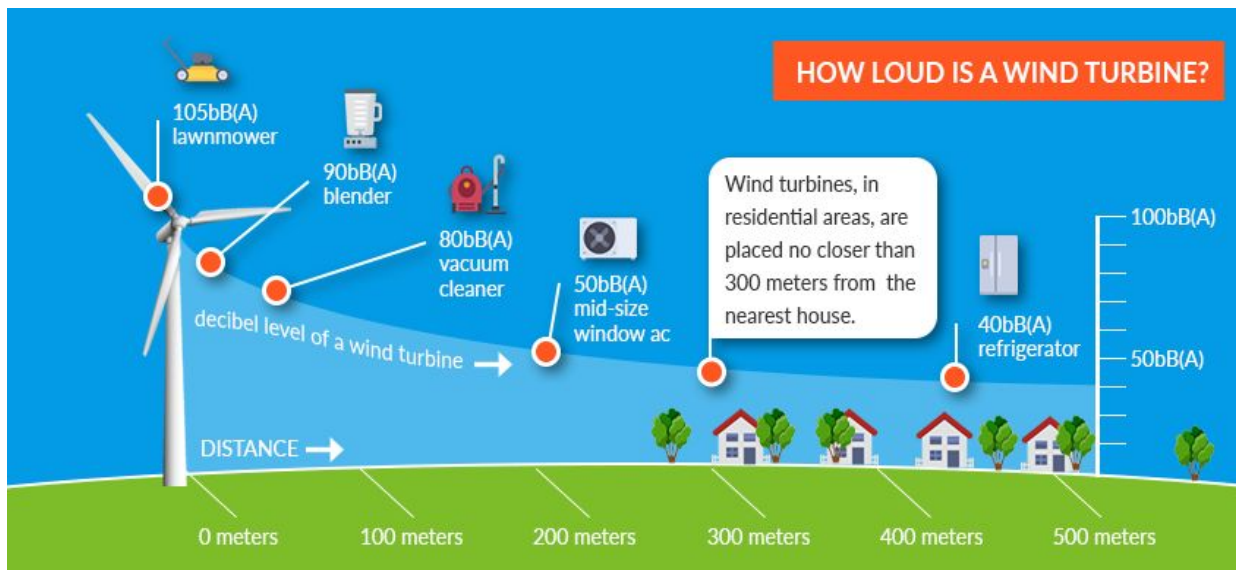 HOW LOUD IS A WIND TURBINE?
105bB(A)
lawnmower
90bB(A)
blender
80bB(A)
vacuum
cleaner
50bB(A)
mid-size
window ac
Wind turbines, in
residential areas, are
placed no closer than
300 meters from the
nearest house.
40bB(A)
refrigerator
100bB(A)
50bB(A)
decibel level of a wind turbine
DISTANCE
0 meters
100 meters
200 meters
300 meters
400 meters
500 meters